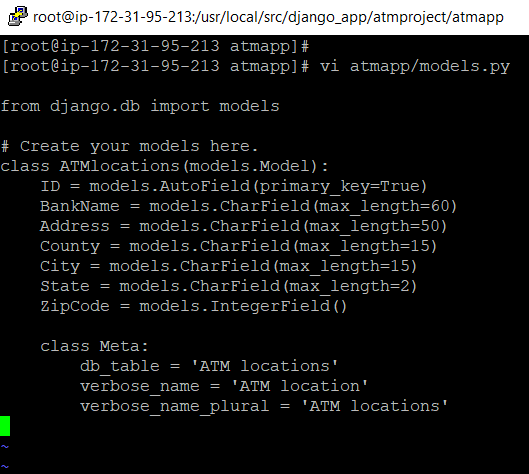 root@ip-172-31-95-213:/usr/local/src/django_app/atmproject/atmapp
[root@ip-172-31-95-213 atmapp]#
[root@ip-172-31-95-213 atmapp]# vi atmapp/models.py
from django.db import models
# Create your models here.
class ATMlocations(models.Model):
    ID = models.AutoField(primary_key=True)
    BankName = models.CharField(max_length=60)
    Address = models.CharField(max_length=50)
    County = models.CharField(max_length=15)
    City = models.CharField(max_length=15)
    State = models.CharField(max_length=2)
    ZipCode = models.IntegerField()
    class Meta:
        db_table = 'ATM locations'
        verbose_name = 'ATM location'
        verbose_name_plural = 'ATM locations'
~
~